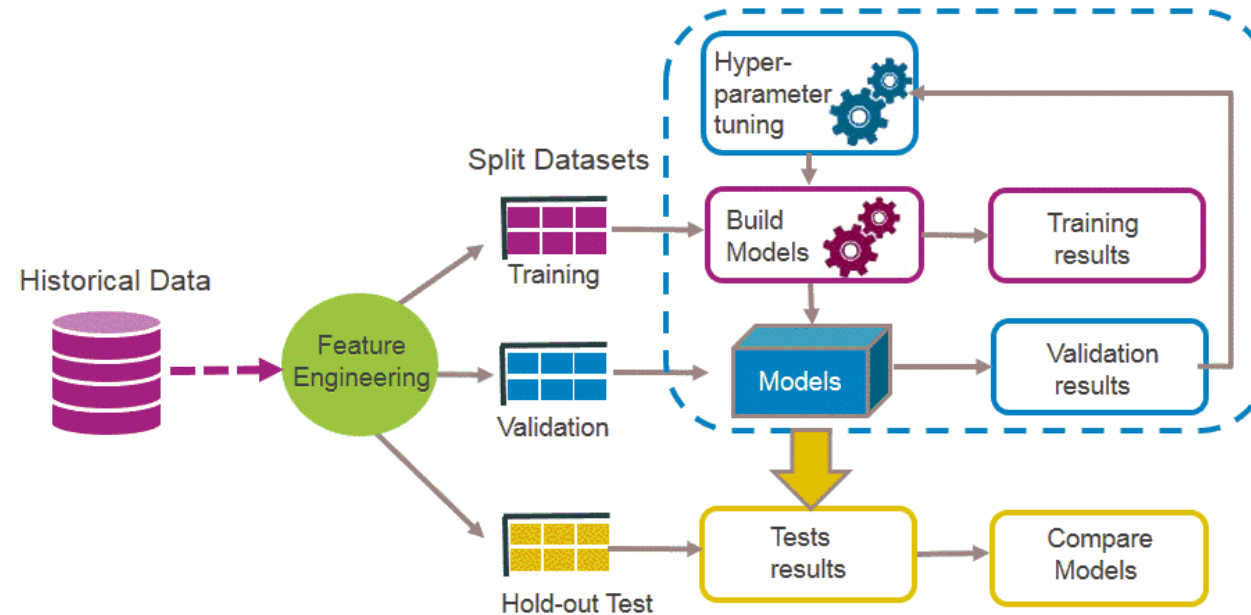 Hyper-
parameter
tuning
Split Datasets
Build
Models
Training
results
Training
Historical Data
Feature
Engineering
Models
Validation
results
Validation
Tests
results
Compare
Models
Hold-out Test